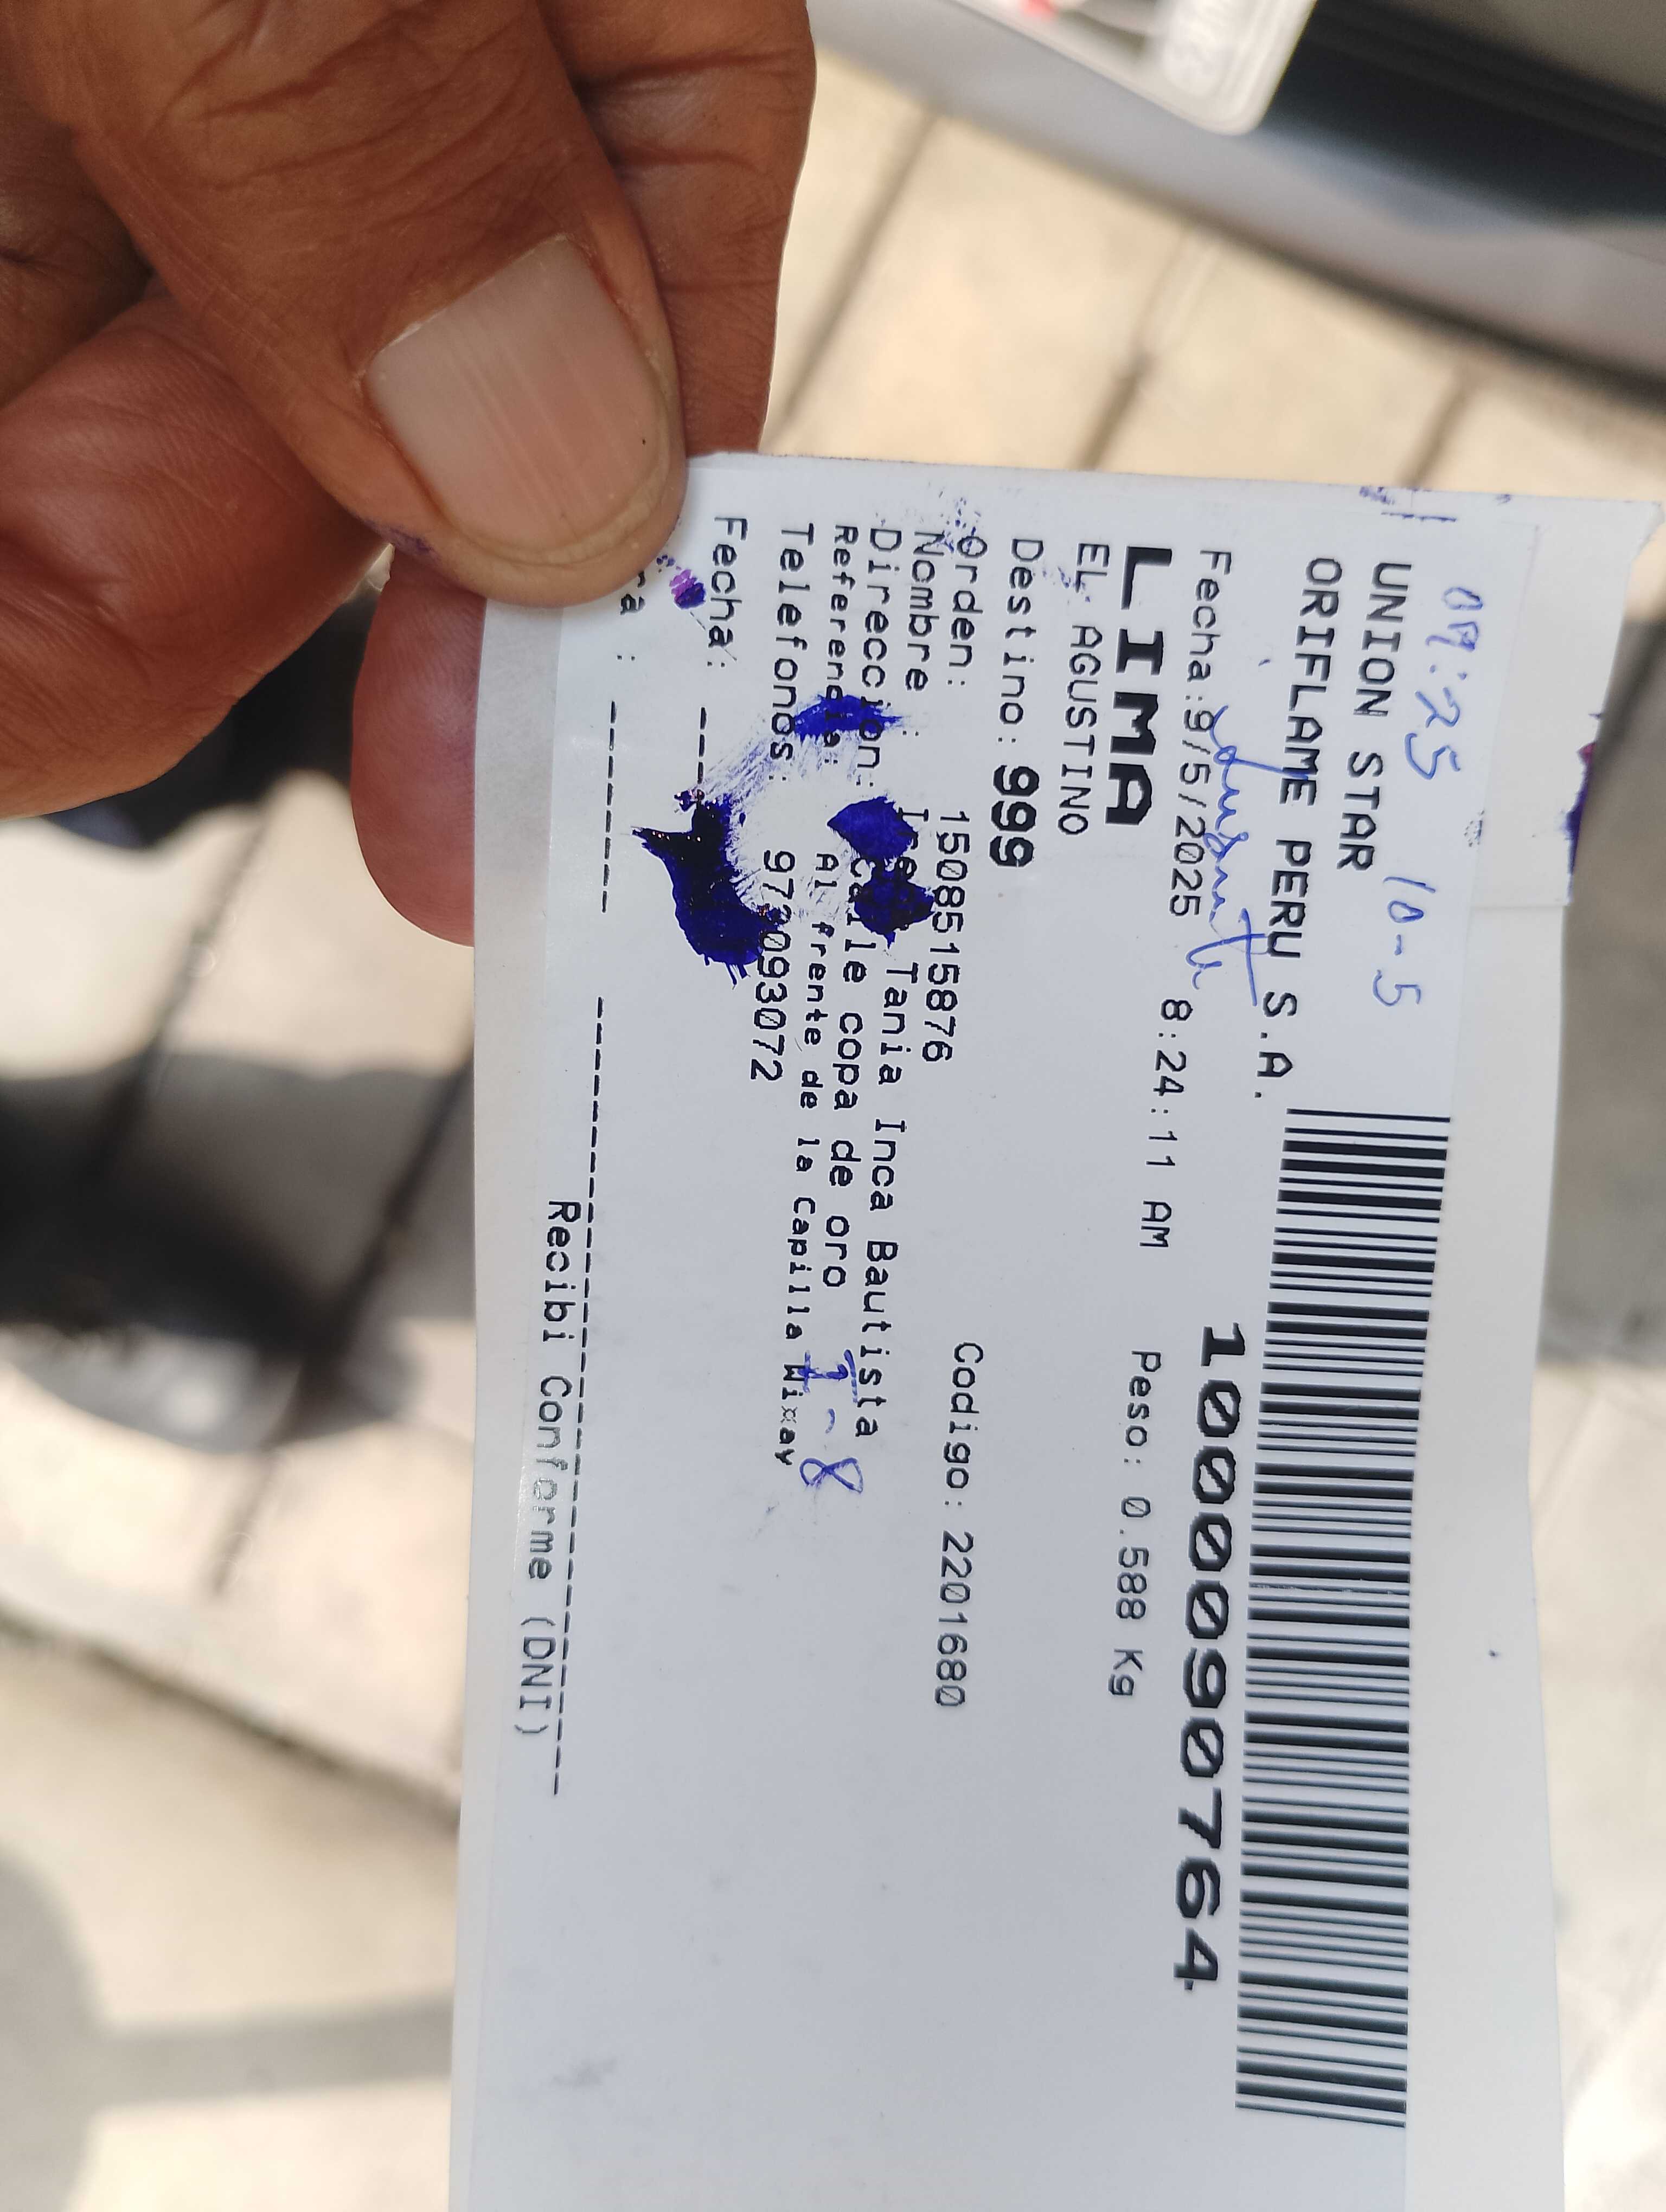 09:25 10-5
UNION STAR
ORIFLAME PERU S.A.
10000090764
Fecha:9/5/2025 8:24:11 AM Peso: 0.588 Kg
LIMA
EL AGUSTINO
Destino: 999
Orden: 1508515876 Codigo: 2201680
Nombre : Tania Inca Bautista
Direccion: Calle copa de oro
Referencia: Al frente de la Capilla
Telefonos:
Fecha: ------
------
Recibi Conforme (DNI)